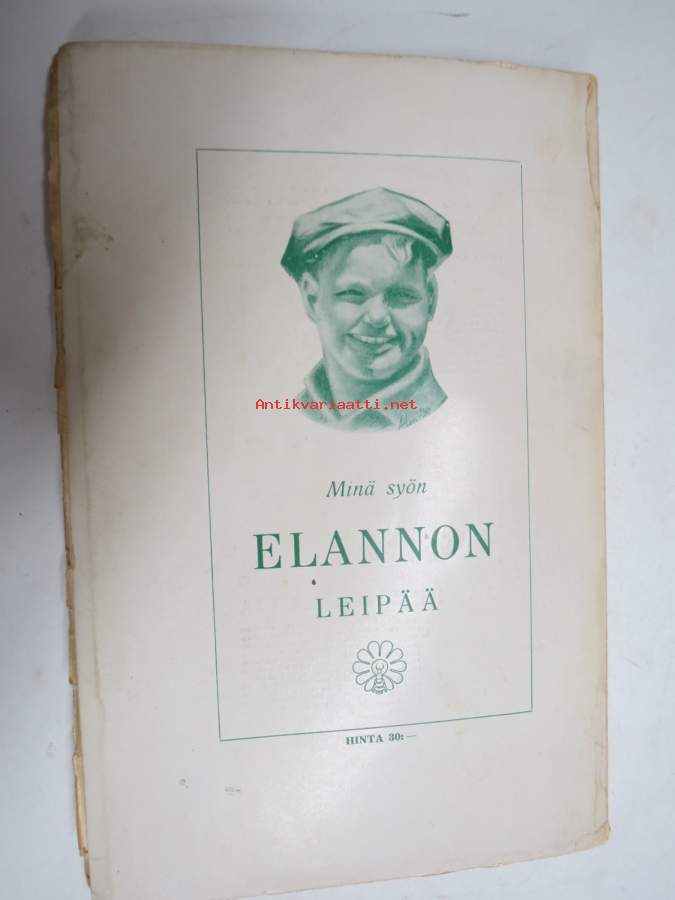 Antikvariaatti.net
Minä syön
ELANNON
LEIPÄÄ
HINTA 30:—